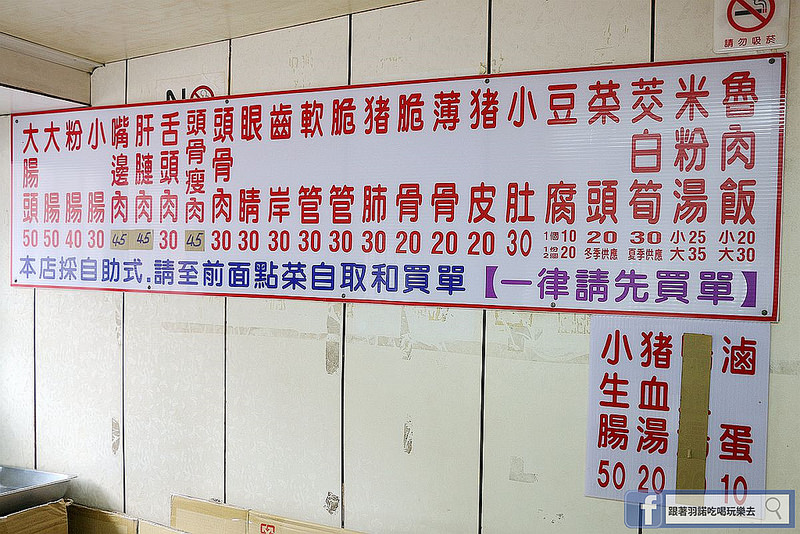 請勿吸菸
NO
魯肉飯 小20 大30
米粉湯 小25 大35
茭白筍 30 夏季供應
菜頭 20 冬季供應
豆腐 1個10 2個20
小肚 30
豬皮 20
薄骨 20
脆骨 20
豬肺 30
脆管 30
軟管 30
齒岸 30
眼睛 30
頭骨肉 30
頭骨瘦肉 45
舌頭肉 30
肝鏈肉 45
嘴邊肉 45
小腸 30
粉腸 40
大腸 50
大腸頭 50
本店採自助式.請至前面點菜自取和買單【一律請先買單】
滷蛋 10
豬血湯 20
小生腸 50
f 跟著羽諾吃喝玩樂去